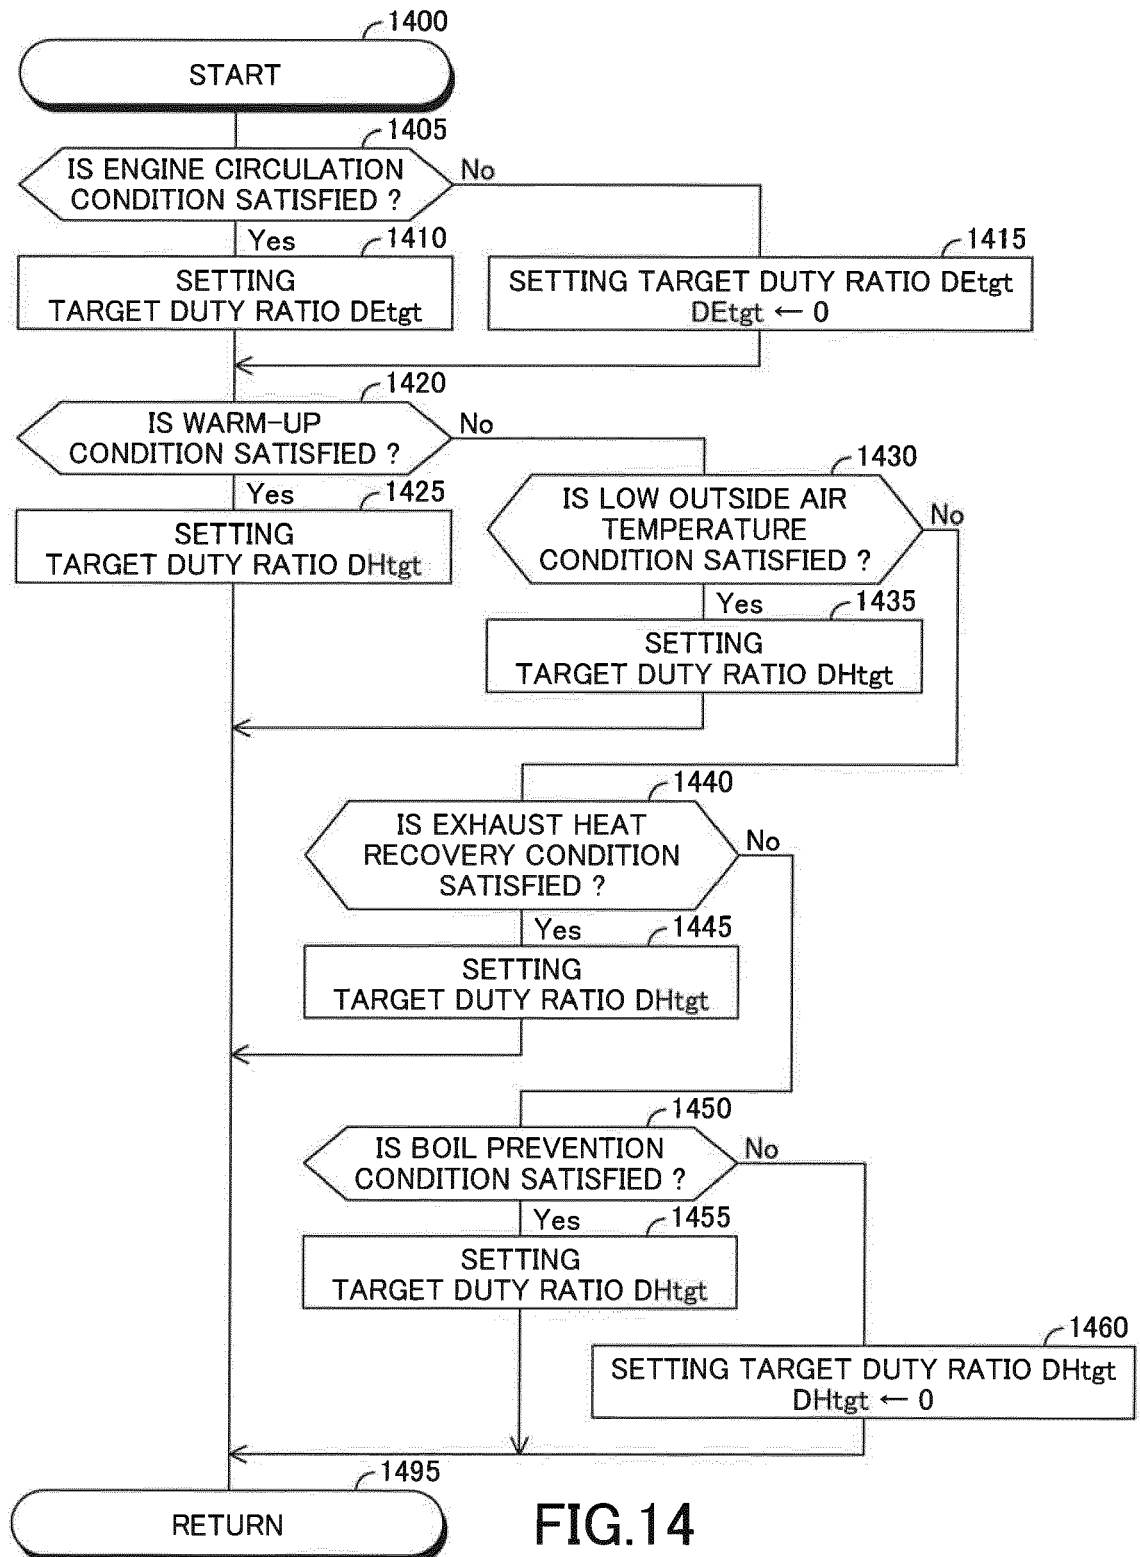 1400
START
1405
IS ENGINE CIRCULATION
CONDITION SATISFIED ?
No
Yes
1410
SETTING
TARGET DUTY RATIO DEtgt
1415
SETTING TARGET DUTY RATIO DEtgt
DEtgt ← 0
1420
IS WARM-UP
CONDITION SATISFIED ?
No
Yes
1425
SETTING
TARGET DUTY RATIO DHtgt
1430
IS LOW OUTSIDE AIR
TEMPERATURE
CONDITION SATISFIED ?
No
Yes
1435
SETTING
TARGET DUTY RATIO DHtgt
1440
IS EXHAUST HEAT
RECOVERY CONDITION
SATISFIED ?
No
Yes
1445
SETTING
TARGET DUTY RATIO DHtgt
1450
IS BOIL PREVENTION
CONDITION SATISFIED ?
No
Yes
1455
SETTING
TARGET DUTY RATIO DHtgt
1460
SETTING TARGET DUTY RATIO DHtgt
DHtgt ← 0
1495
RETURN
FIG.14